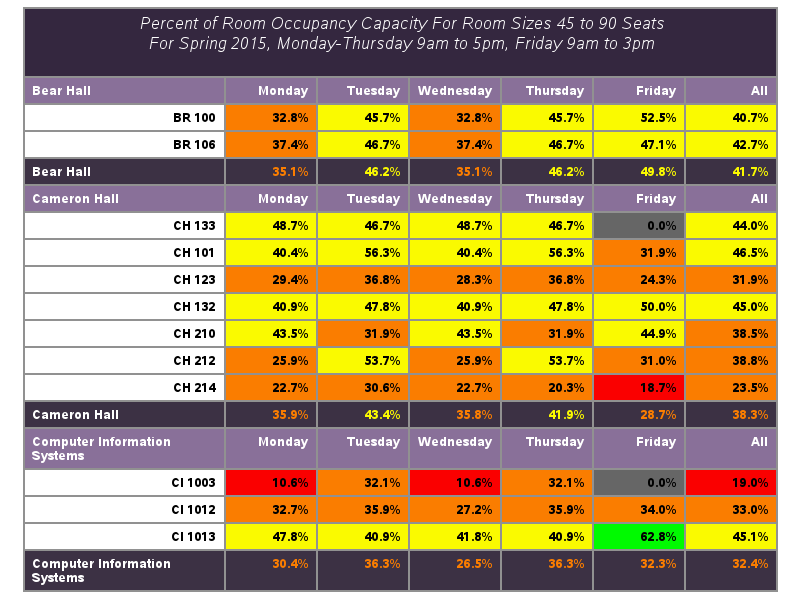 Percent of Room Occupancy Capacity For Room Sizes 45 to 90 Seats
For Spring 2015, Monday-Thursday 9am to 5pm, Friday 9am to 3pm
Bear Hall Monday Tuesday Wednesday Thursday Friday All
BR 100 32.8% 45.7% 32.8% 45.7% 52.5% 40.7%
BR 106 37.4% 46.7% 37.4% 46.7% 47.1% 42.7%
Bear Hall 35.1% 46.2% 35.1% 46.2% 49.8% 41.7%
Cameron Hall Monday Tuesday Wednesday Thursday Friday All
CH 133 48.7% 46.7% 48.7% 46.7% 0.0% 44.0%
CH 101 40.4% 56.3% 40.4% 56.3% 31.9% 46.5%
CH 123 29.4% 36.8% 28.3% 36.8% 24.3% 31.9%
CH 132 40.9% 47.8% 40.9% 47.8% 50.0% 45.0%
CH 210 43.5% 31.9% 43.5% 31.9% 44.9% 38.5%
CH 212 25.9% 53.7% 25.9% 53.7% 31.0% 38.8%
CH 214 22.7% 30.6% 22.7% 20.3% 18.7% 23.5%
Cameron Hall 35.9% 43.4% 35.8% 41.9% 28.7% 38.3%
Computer Information Monday Tuesday Wednesday Thursday Friday All
Systems
CI 1003 10.6% 32.1% 10.6% 32.1% 0.0% 19.0%
CI 1012 32.7% 35.9% 27.2% 35.9% 34.0% 33.0%
CI 1013 47.8% 40.9% 41.8% 40.9% 62.8% 45.1%
Computer Information 30.4% 36.3% 26.5% 36.3% 32.3% 32.4%
Systems